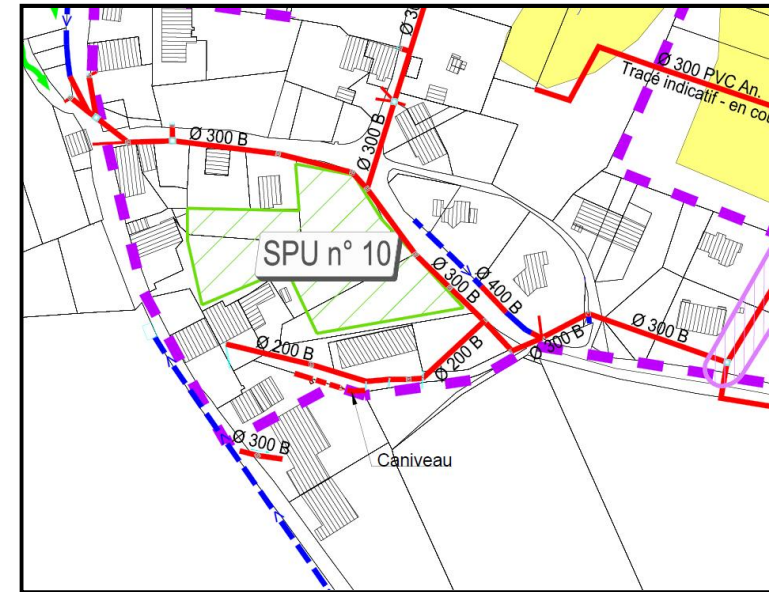 Ø 30
Ø 300 PVC An.
Tracé indicatif - en cou
Ø 300 B
Ø 300 B
SPU n° 10
Ø 300 B
Ø 400 B
Ø 200 B
Ø 200 B
Ø 300 B
Ø 300 B
Ø 300 B
Caniveau